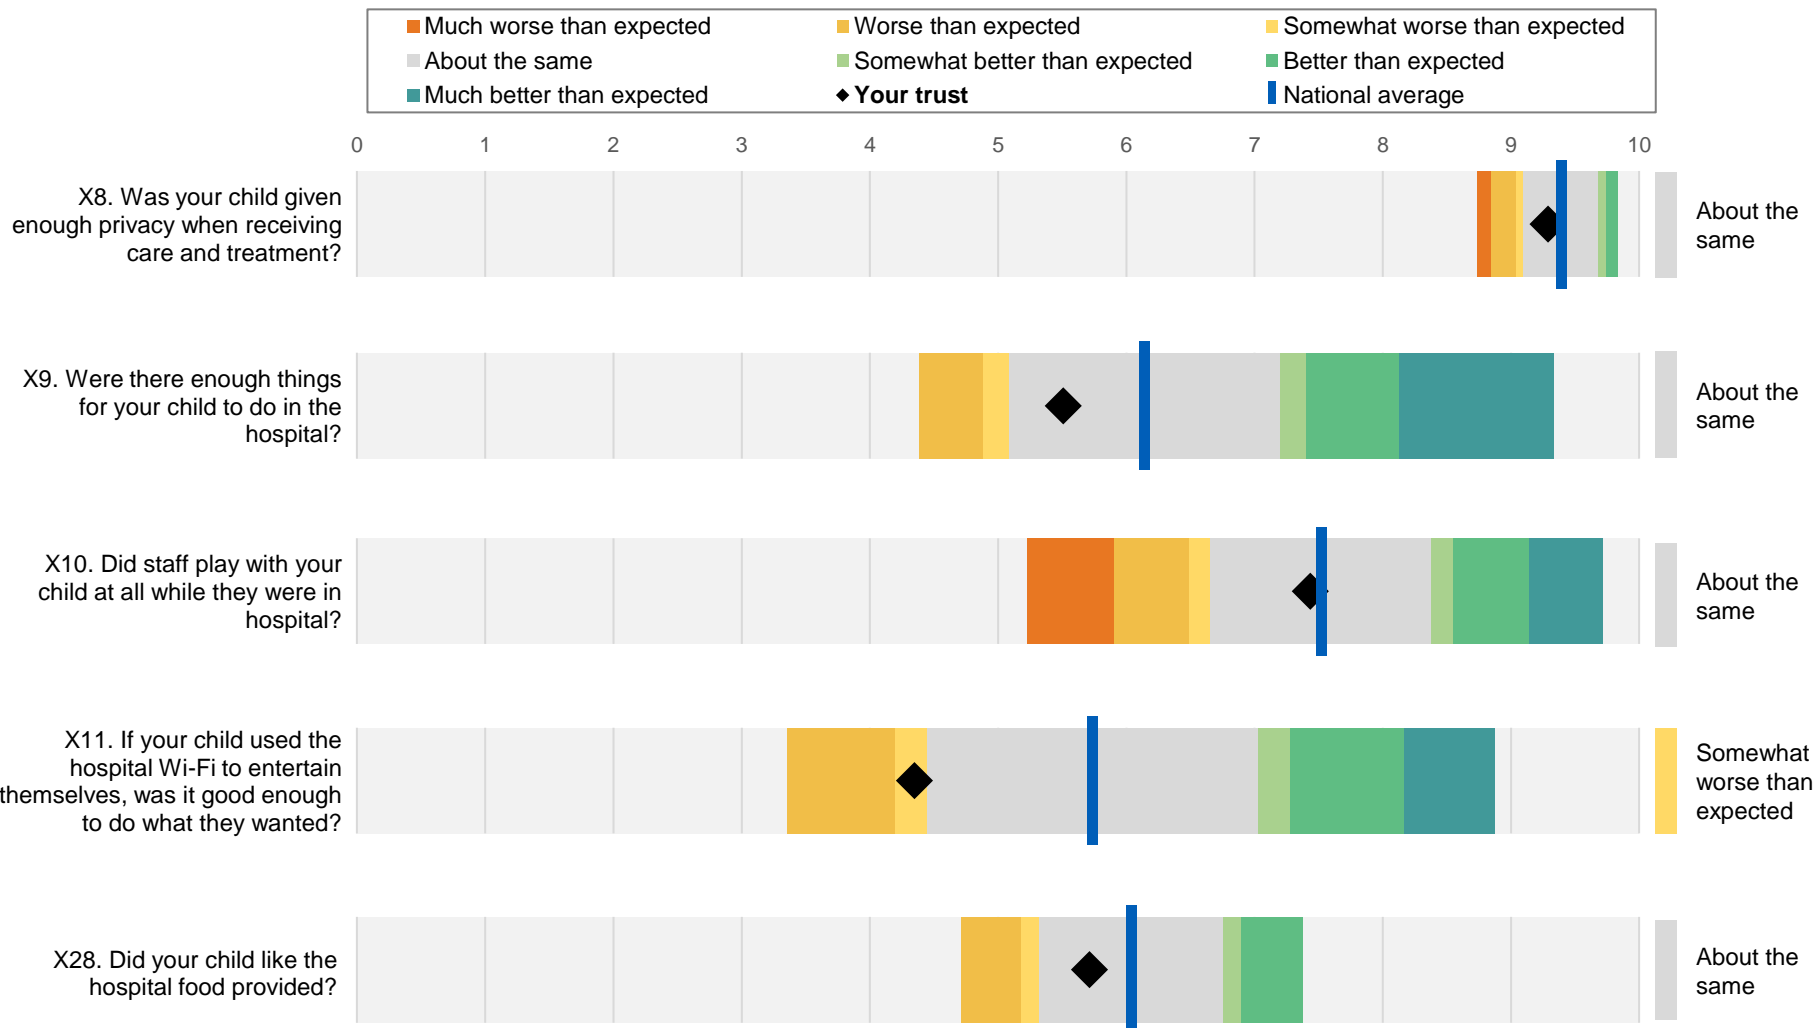 Much worse than expected
Worse than expected
Somewhat worse than expected
About the same
Somewhat better than expected
Better than expected
Much better than expected
Your trust
National average
0 1 2 3 4 5 6 7 8 9 10
X8. Was your child given
enough privacy when receiving
care and treatment?
About the
same
X9. Were there enough things
for your child to do in the
hospital?
About the
same
X10. Did staff play with your
child at all while they were in
hospital?
About the
same
X11. If your child used the
hospital Wi-Fi to entertain
themselves, was it good enough
to do what they wanted?
Somewhat
worse than
expected
X28. Did your child like the
hospital food provided?
About the
same